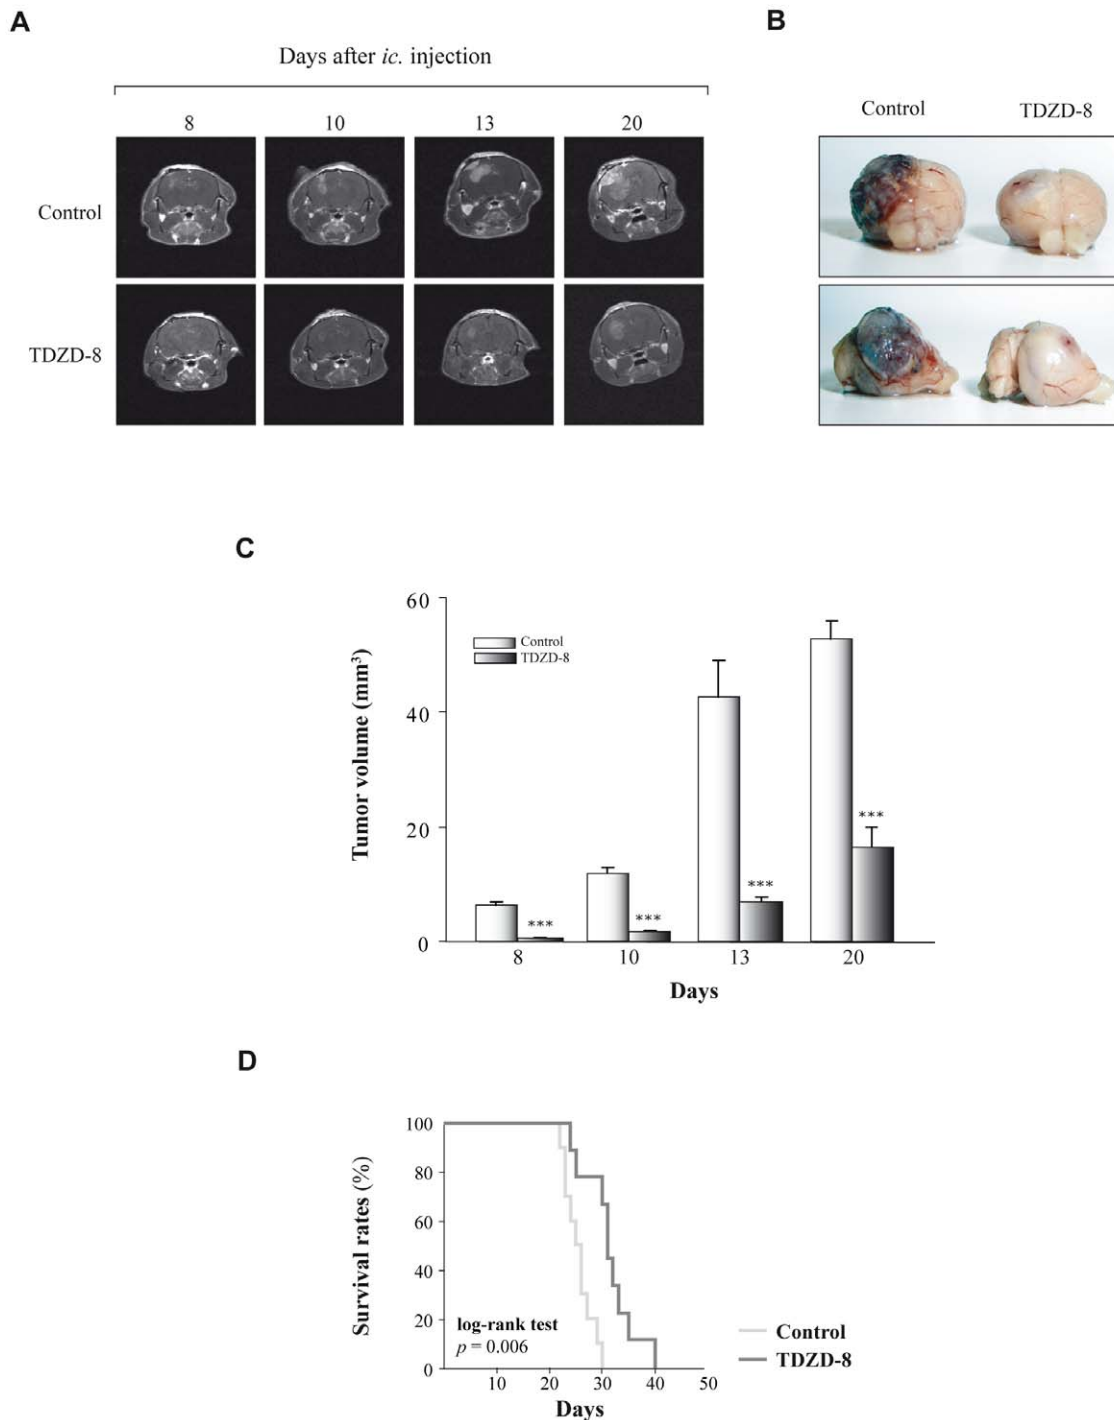 A
Days after ic. injection
8 10 13 20
Control
TDZD-8
B
Control TDZD-8
C
Tumor volume (mm³)
60
40
20
0
Control
TDZD-8
***
***
***
***
8 10 13 20
Days
D
Survival rates (%)
100
80
60
40
20
0
log-rank test
p = 0.006
10 20 30 40 50
Days
Control
TDZD-8